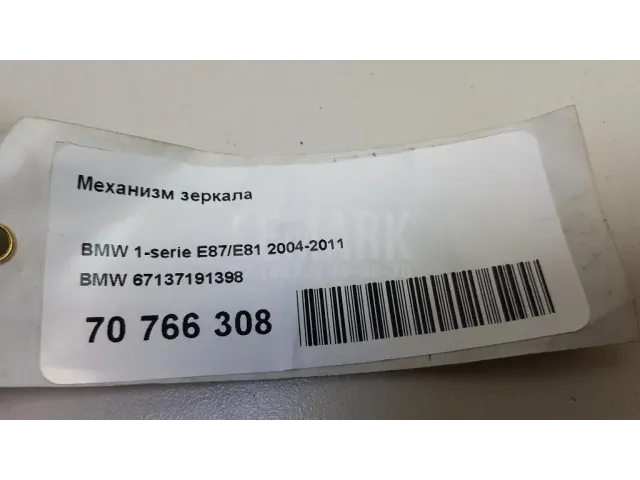 Механизм зеркала
BMW 1-serie E87/E81 2004-2011
BMW 67137191398
70 766 308